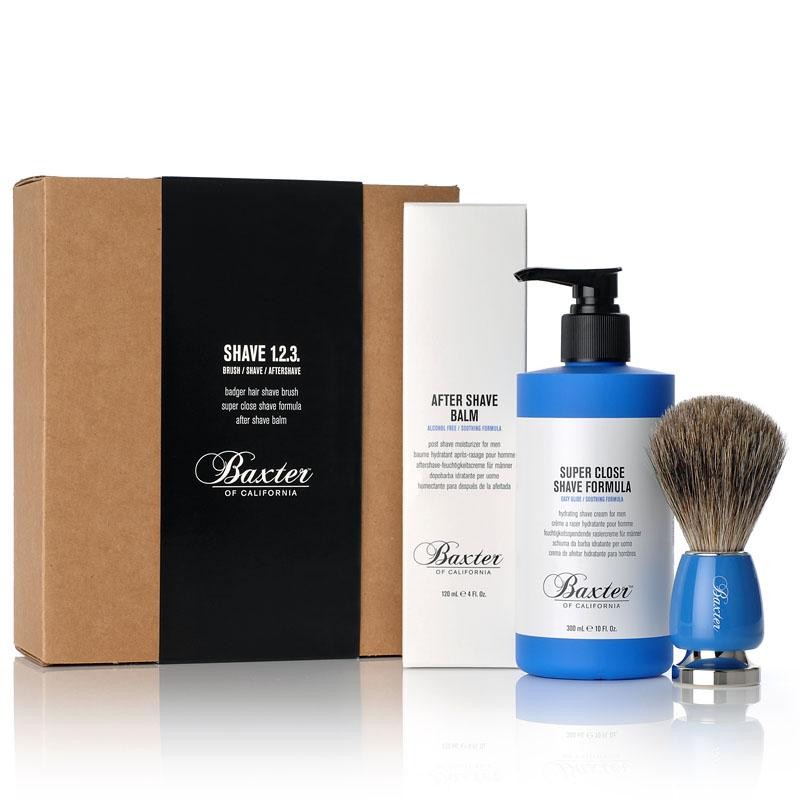 SHAVE 1.2.3.
BRUSH / SHAVE / AFTERSHAVE
badger hair shave brush
super close shave formula
after shave balm
Baxter
OF CALIFORNIA
AFTER SHAVE
BALM
ALCOHOL FREE / SOOTHING FORMULA
post shave moisturizer for men
baume hydratant après-rasage pour homme
aftershave-feuchtigkeitscreme für männer
dopobarba idratante per uomo
humectante para después de la afeitada
Baxter
OF CALIFORNIA
120 mL ℮ 4 Fl. Oz.
SUPER CLOSE
SHAVE FORMULA
EASY GLIDE / SOOTHING FORMULA
hydrating shave cream for men
crème a raser hydratante pour homme
feuchtigkeitsspendende rasiercreme für männer
schiuma da barba idratante per uomo
crema de afeitar hidratante para hombres
Baxter™
OF CALIFORNIA
300 mL ℮ 10 Fl. Oz.
Baxter